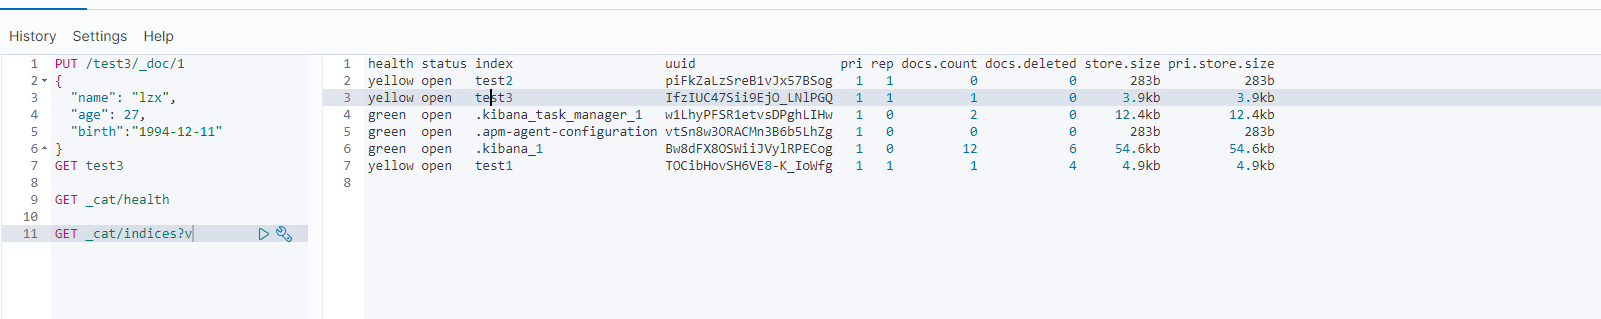 History Settings Help
1 PUT /test3/_doc/1
2 {
3 "name": "lzx",
4 "age": 27,
5 "birth":"1994-12-11"
6 }
7 GET test3
8
9 GET _cat/health
10
11 GET _cat/indices?v
1 health status index uuid pri rep docs.count docs.deleted store.size pri.store.size
2 yellow open test2 piFkZaLzSreB1vJx57BSog 1 1 0 0 283b 283b
3 yellow open test3 IfzIUC47Sii9EjO_LNlPGQ 1 1 1 0 3.9kb 3.9kb
4 green open .kibana_task_manager_1 w1LhyPFSR1etvsDPghLIHw 1 0 2 0 12.4kb 12.4kb
5 green open .apm-agent-configuration vtSn8w3ORACMn3B6b5LhZg 1 0 0 0 283b 283b
6 green open .kibana_1 Bw8dFX8OSWiiJVylRPECog 1 0 12 6 54.6kb 54.6kb
7 yellow open test1 TOCibHovSH6VE8-K_IoWfg 1 1 1 4 4.9kb 4.9kb
8